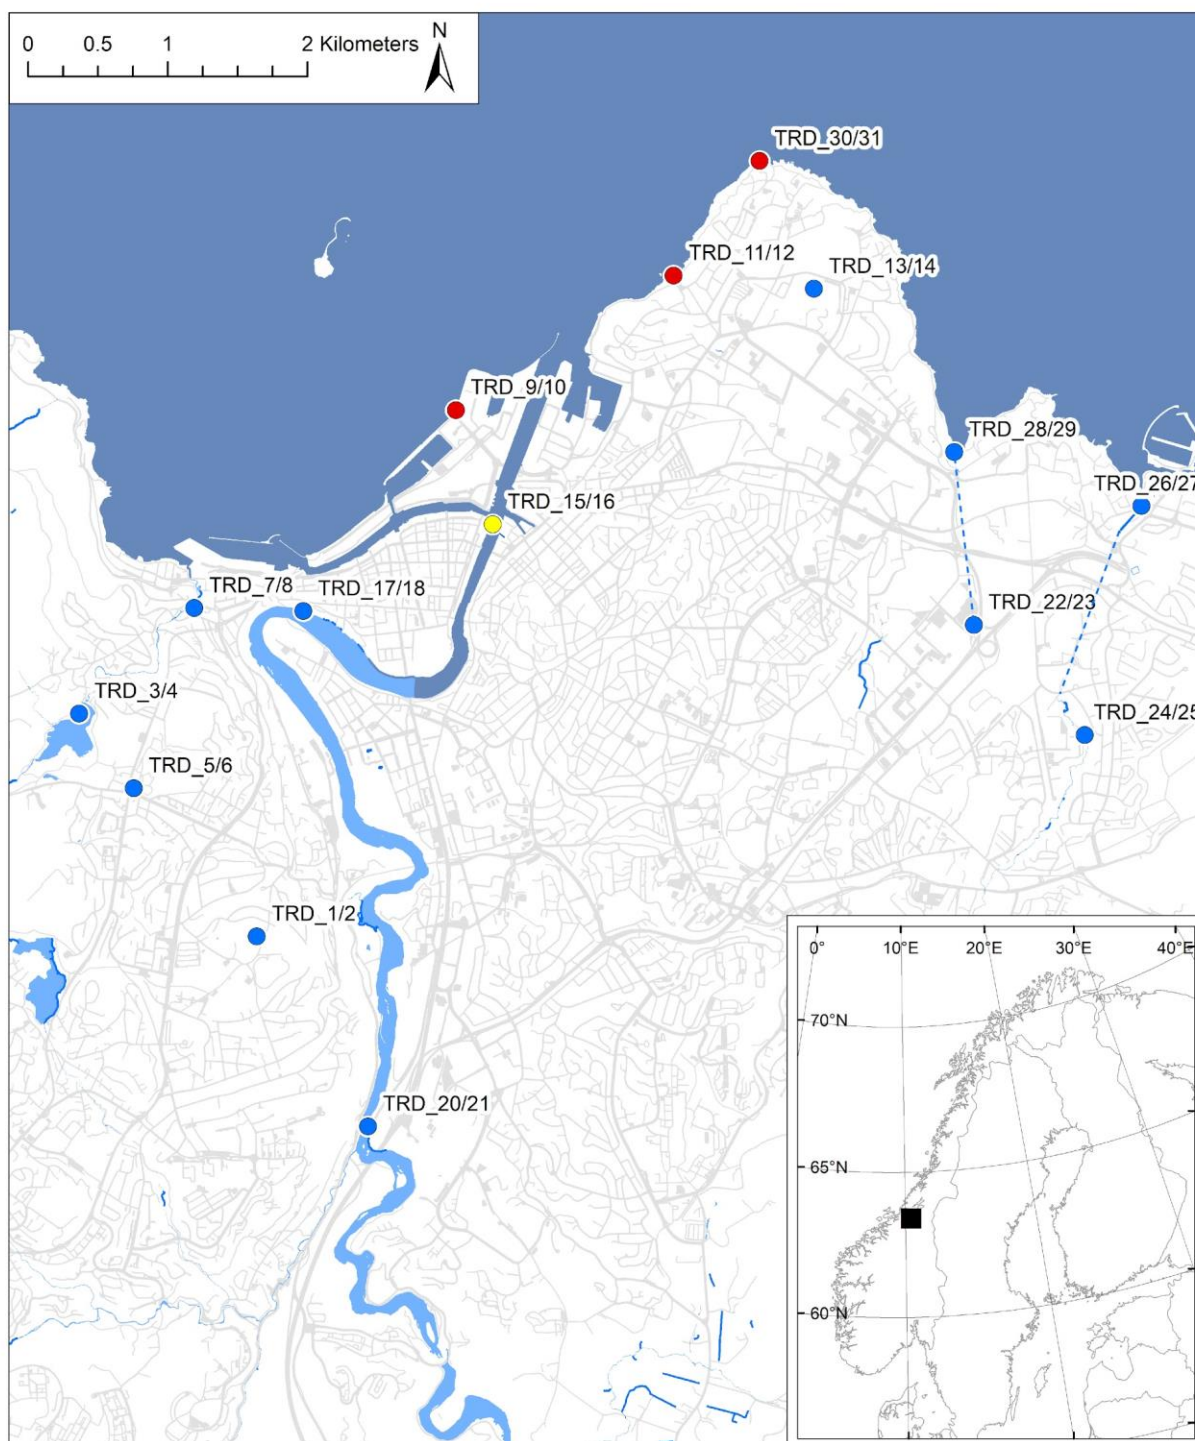 N
0 0.5 1 2 Kilometers
TRD_30/31
TRD_11/12
TRD_13/14
TRD_9/10
TRD_28/29
TRD_26/27
TRD_15/16
TRD_7/8
TRD_17/18
TRD_22/23
TRD_3/4
TRD_24/25
TRD_5/6
TRD_1/2
0° 10°E 20°E 30°E 40°E
70°N
TRD_20/21
65°N
60°N